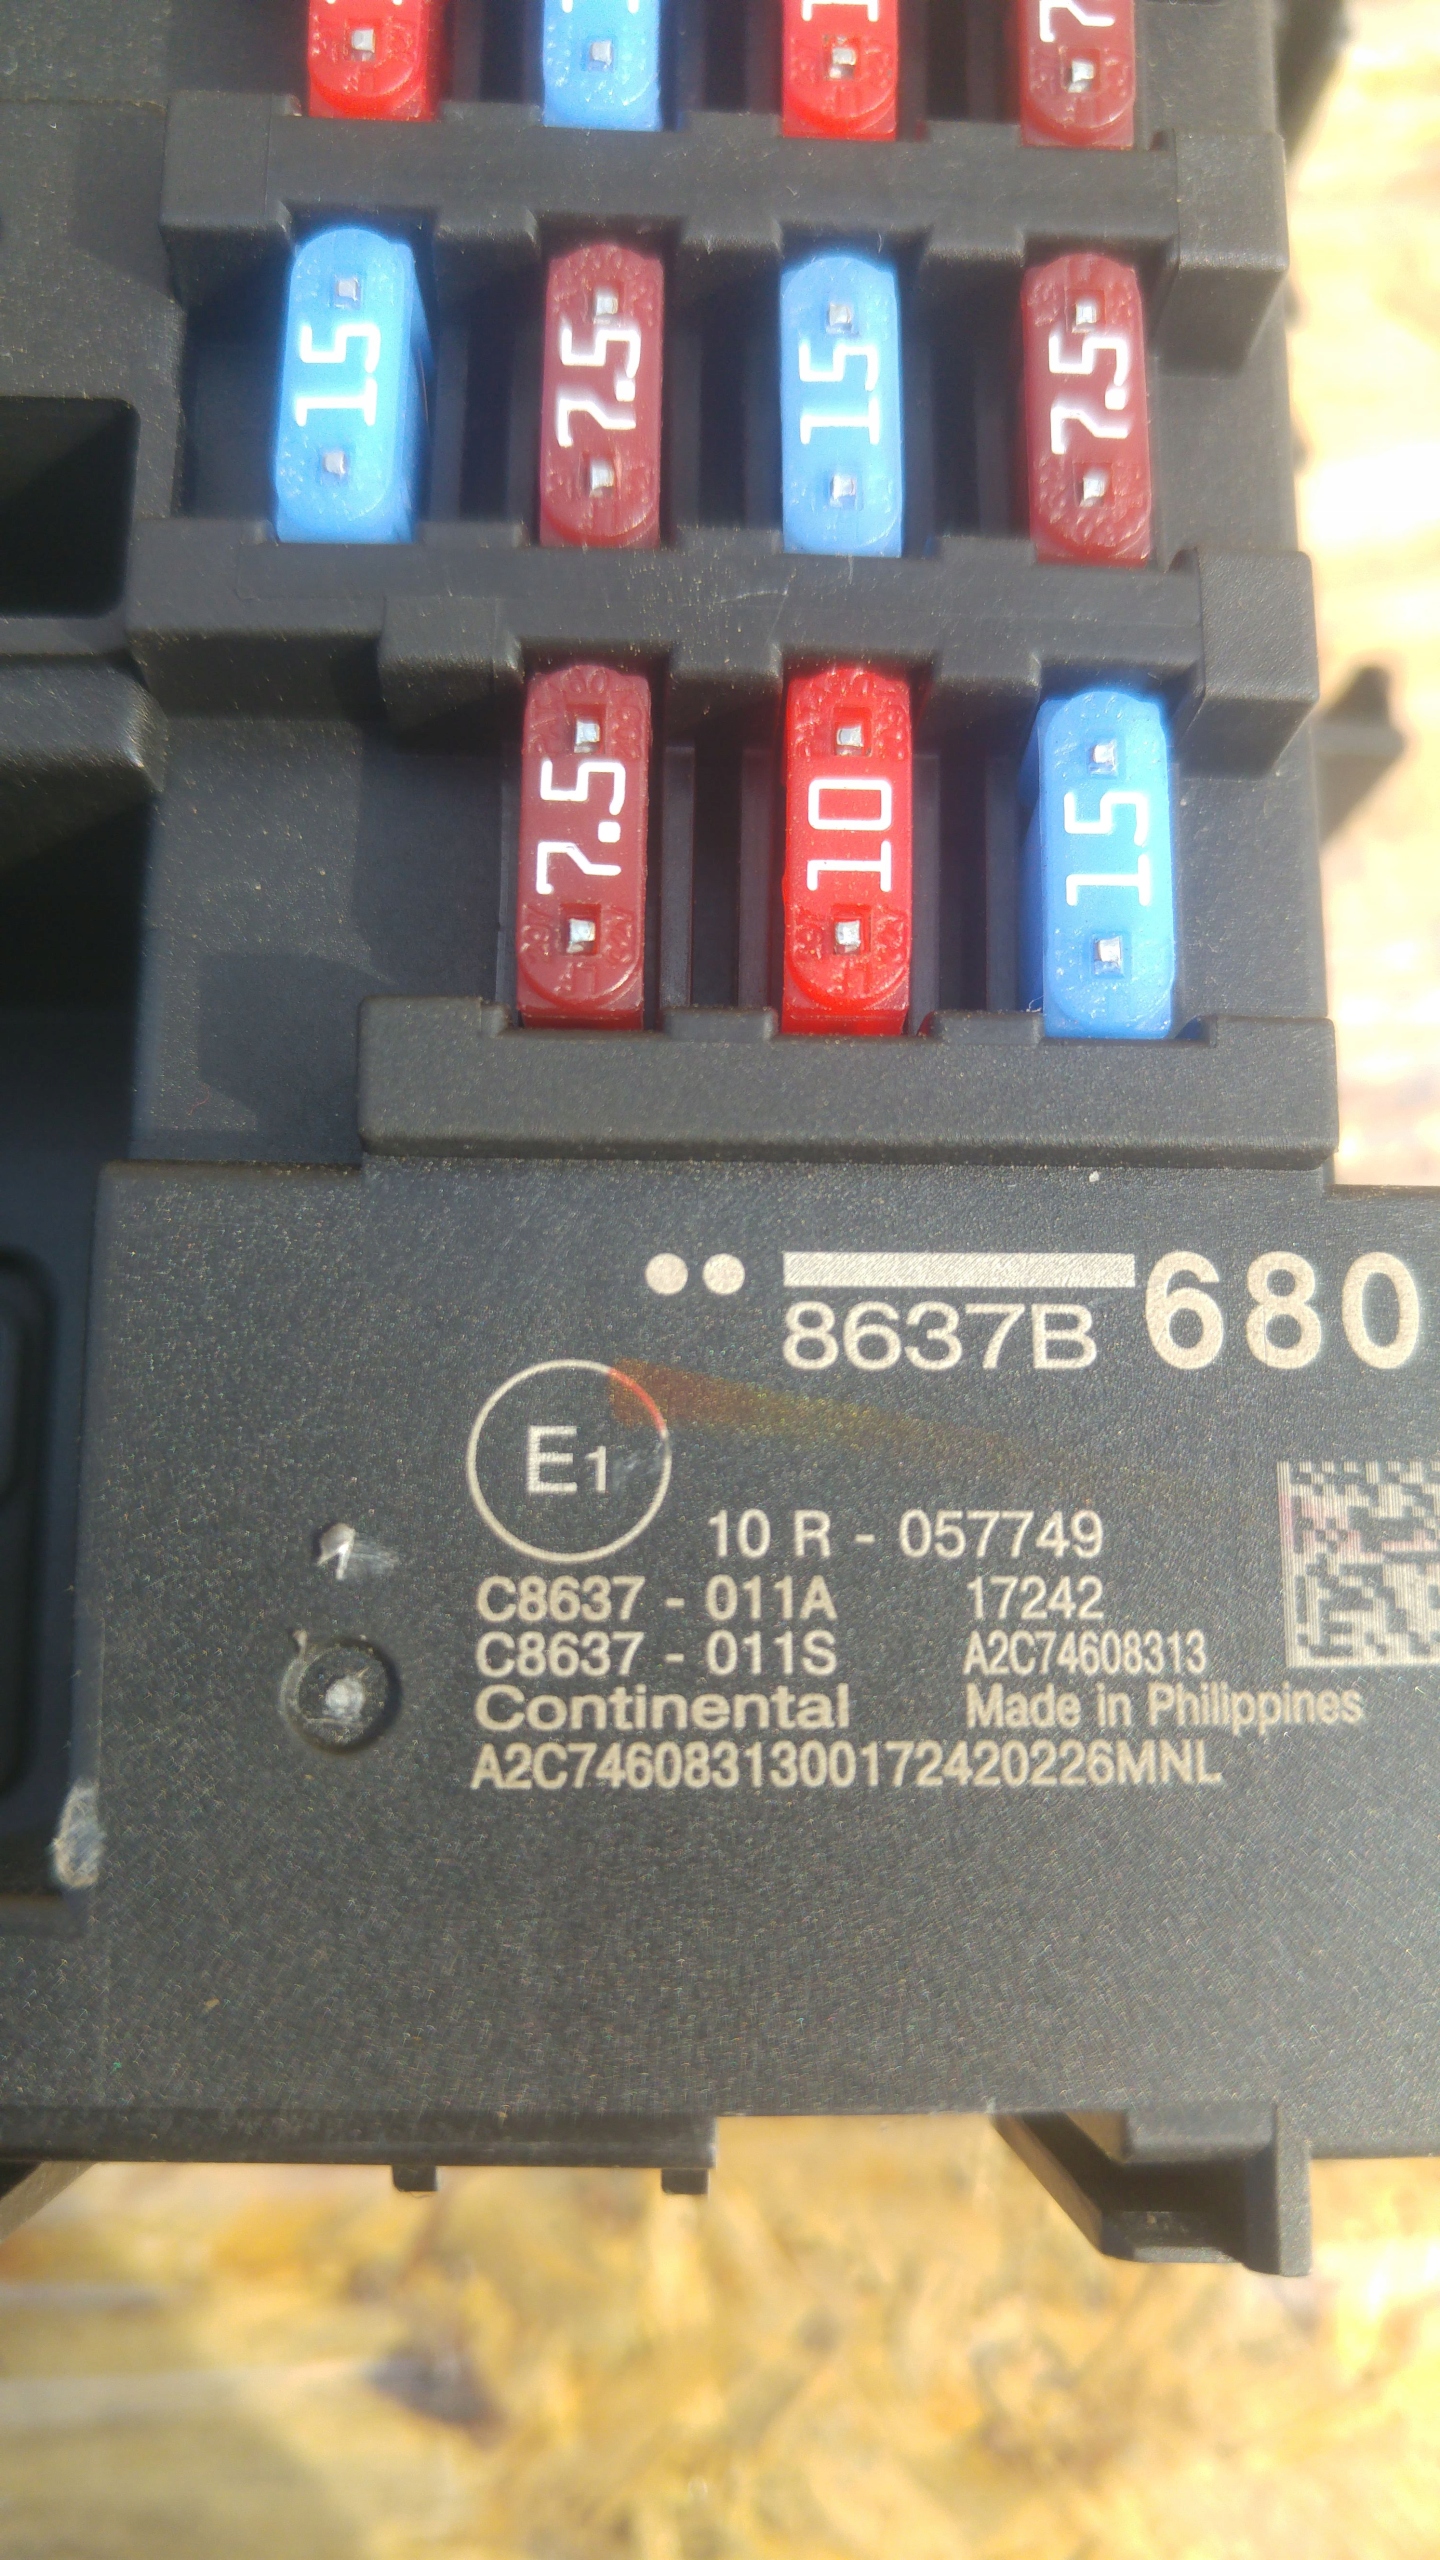 15 7.5 15 7.5
7.5 10 15
8637B 680
E1
10 R - 057749
C8637 - 011A 17242
C8637 - 011S A2C74608313
Continental Made in Philippines
A2C7460831300172420226MNL